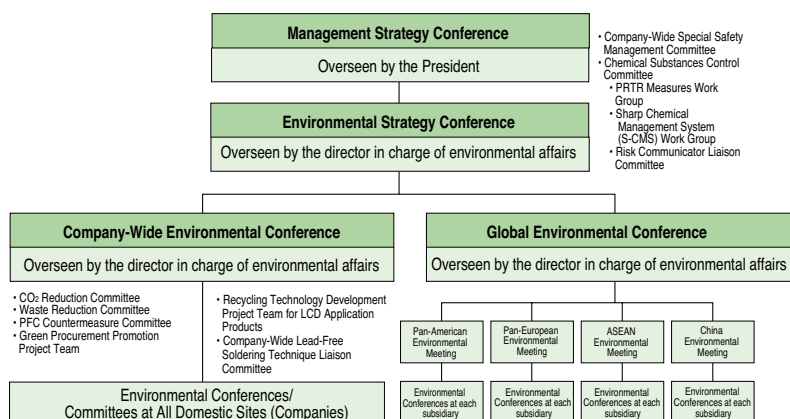 Management Strategy Conference
Overseen by the President
• Company-Wide Special Safety
Management Committee
• Chemical Substances Control
Committee
• PRTR Measures Work
Group
• Sharp Chemical
Management System
(S-CMS) Work Group
• Risk Communicator Liaison
Committee
Environmental Strategy Conference
Overseen by the director in charge of environmental affairs
Company-Wide Environmental Conference
Overseen by the director in charge of environmental affairs
• CO2 Reduction Committee
• Waste Reduction Committee
• PFC Countermeasure Committee
• Green Procurement Promotion
Project Team
• Recycling Technology Development
Project Team for LCD Application
Products
• Company-Wide Lead-Free
Soldering Technique Liaison
Committee
Environmental Conferences/
Committees at All Domestic Sites (Companies)
Global Environmental Conference
Overseen by the director in charge of environmental affairs
Pan-American
Environmental
Meeting
Pan-European
Environmental
Meeting
ASEAN
Environmental
Meeting
China
Environmental
Meeting
Environmental
Conferences at each
subsidiary
Environmental
Conferences at each
subsidiary
Environmental
Conferences at each
subsidiary
Environmental
Conferences at each
subsidiary